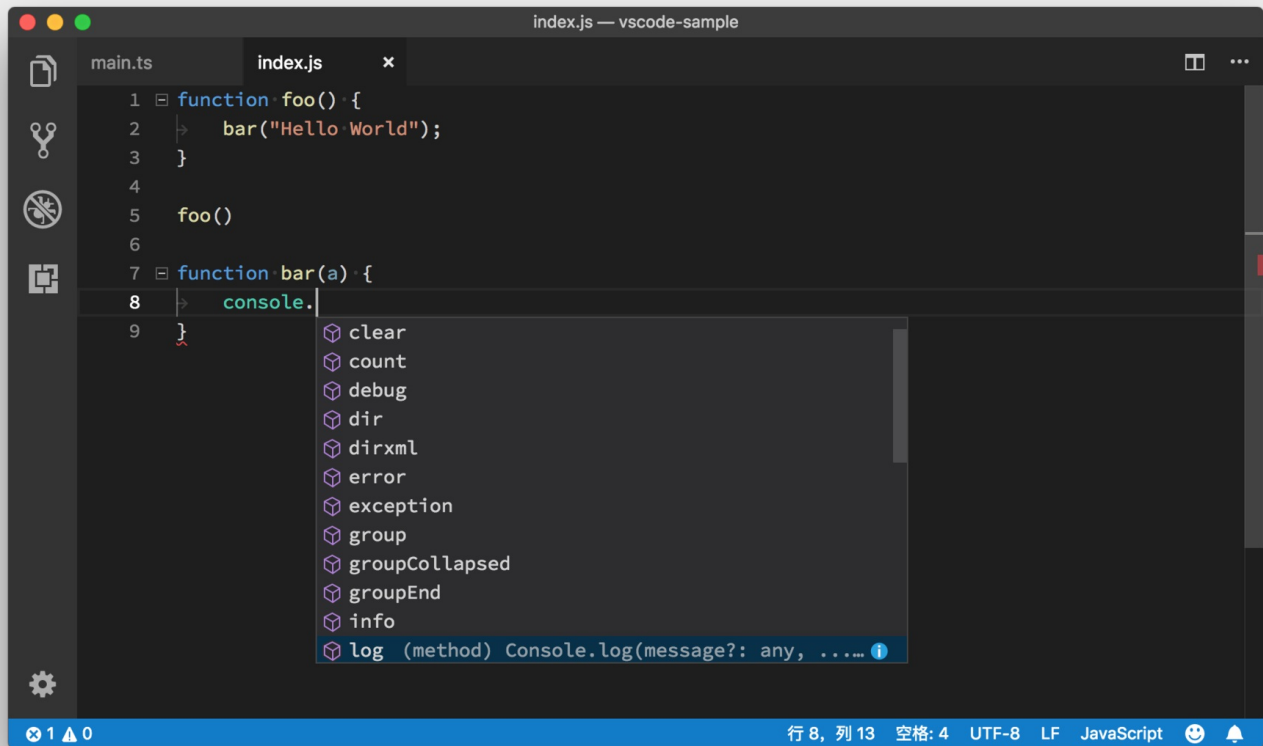 index.js — vscode-sample
main.ts index.js
1 function foo() {
2 bar("Hello World");
3 }
4
5 foo()
6
7 function bar(a) {
8 console.
9 }
clear
count
debug
dir
dirxml
error
exception
group
groupCollapsed
groupEnd
info
log (method) Console.log(message?: any, ...…
1 0 行 8，列 13 空格: 4 UTF-8 LF JavaScript